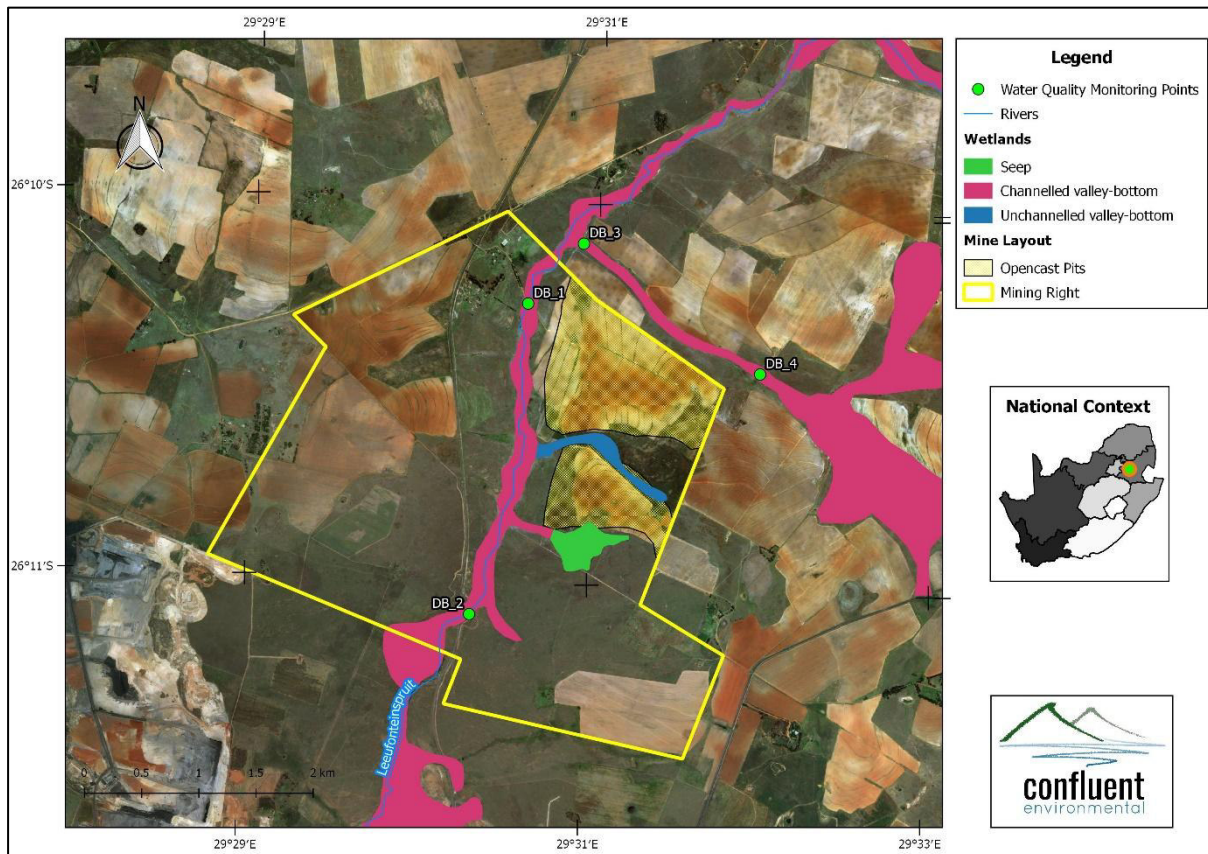 29°29'E
29°31'E
N
26°10'S
26°11'S
DB_3
DB_1
DB_4
DB_2
Leeufonteinspruit
0 0.5 1 1.5 2 km
29°29'E
29°31'E
29°33'E
Legend
Water Quality Monitoring Points
Rivers
Wetlands
Seep
Channelled valley-bottom
Unchannelled valley-bottom
Mine Layout
Opencast Pits
Mining Right
National Context
confluent
environmental